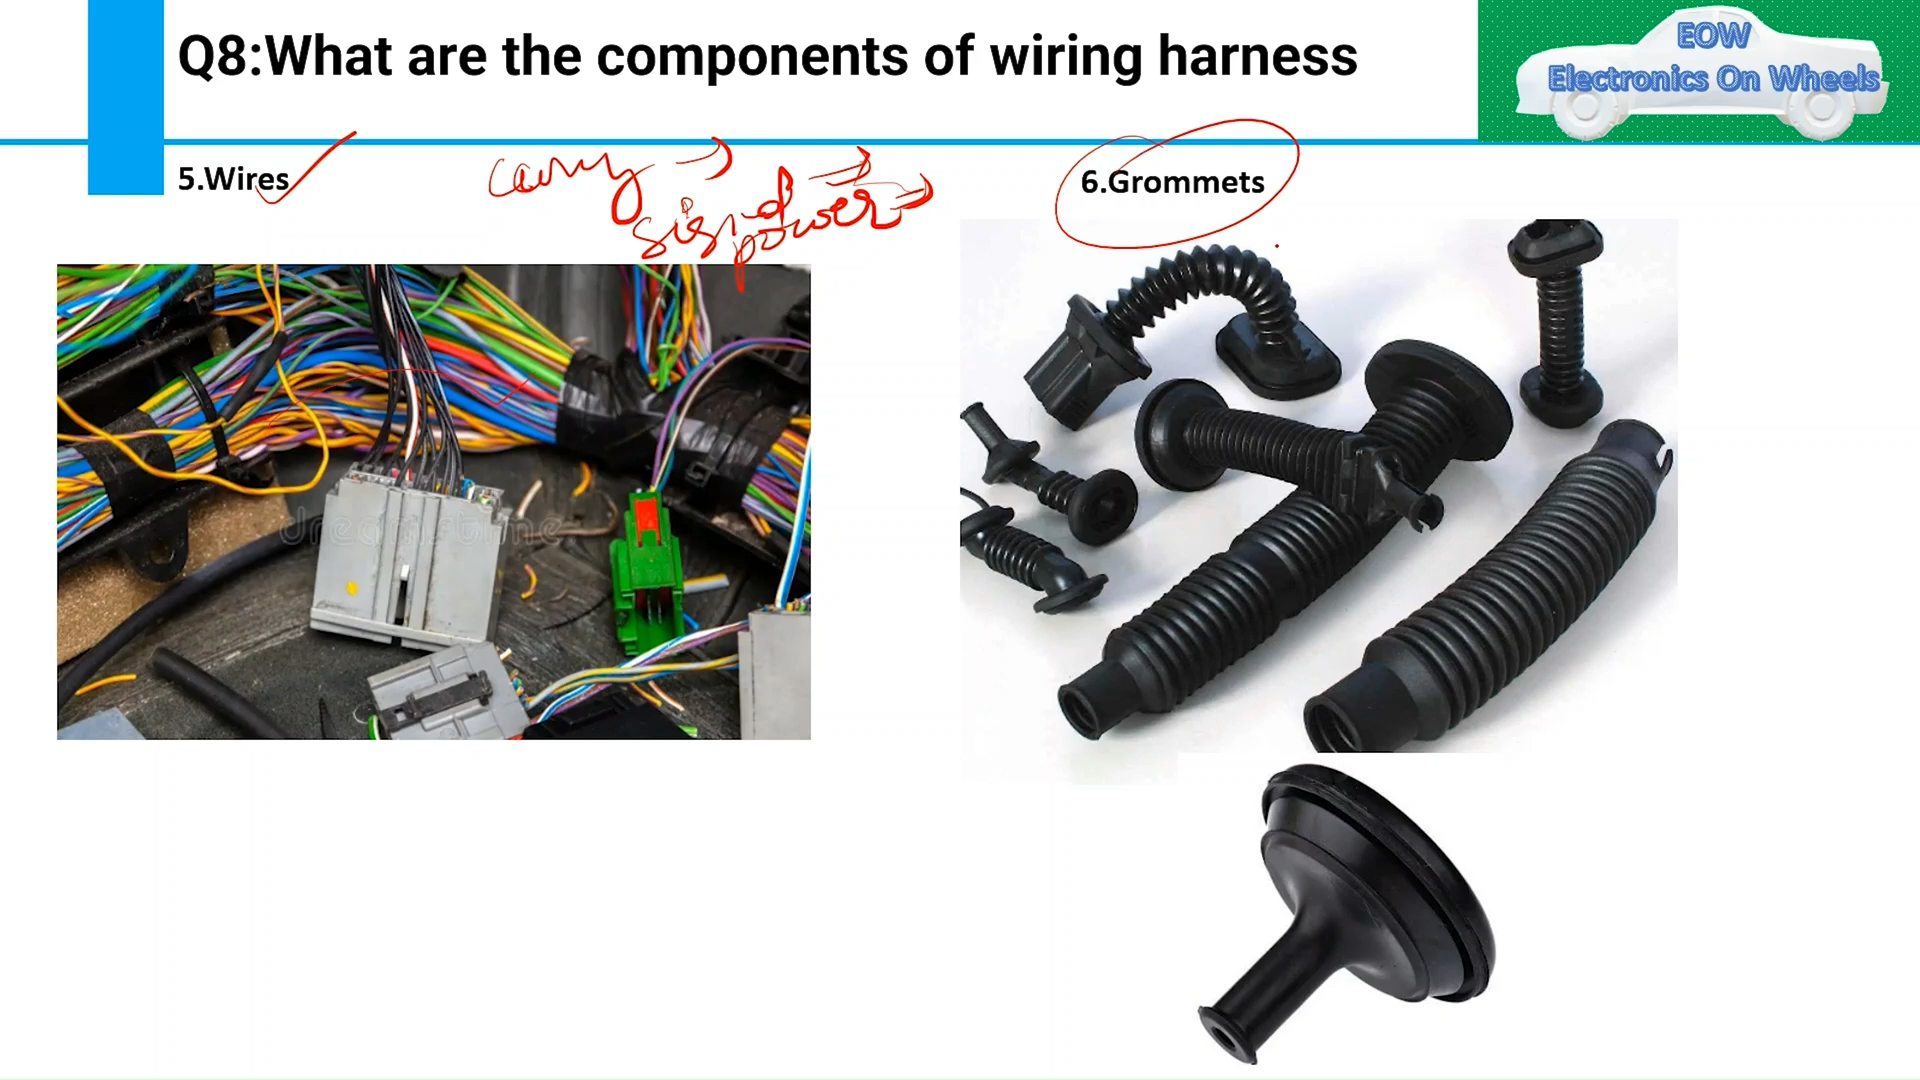 Q8:What are the components of wiring harness
EOW
Electronics On Wheels
5.Wires
carry
signal
power
6.Grommets
dreamstime